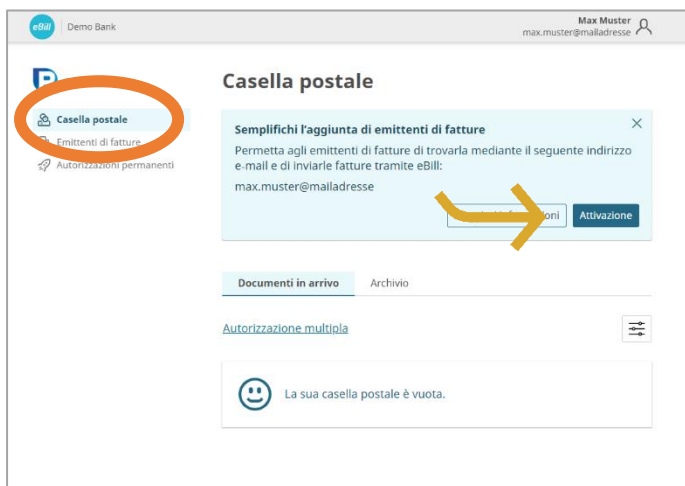 eBill Demo Bank
Max Muster
max.muster@mailadresse
Casella postale
Emittenti di fatture
Autorizzazioni permanenti
Casella postale
Semplifichi l'aggiunta di emittenti di fatture
Permetta agli emittenti di fatture di trovarla mediante il seguente indirizzo
e-mail e di inviarle fatture tramite eBill:
max.muster@mailadresse
Attivazione
Documenti in arrivo Archivio
Autorizzazione multipla
La sua casella postale è vuota.